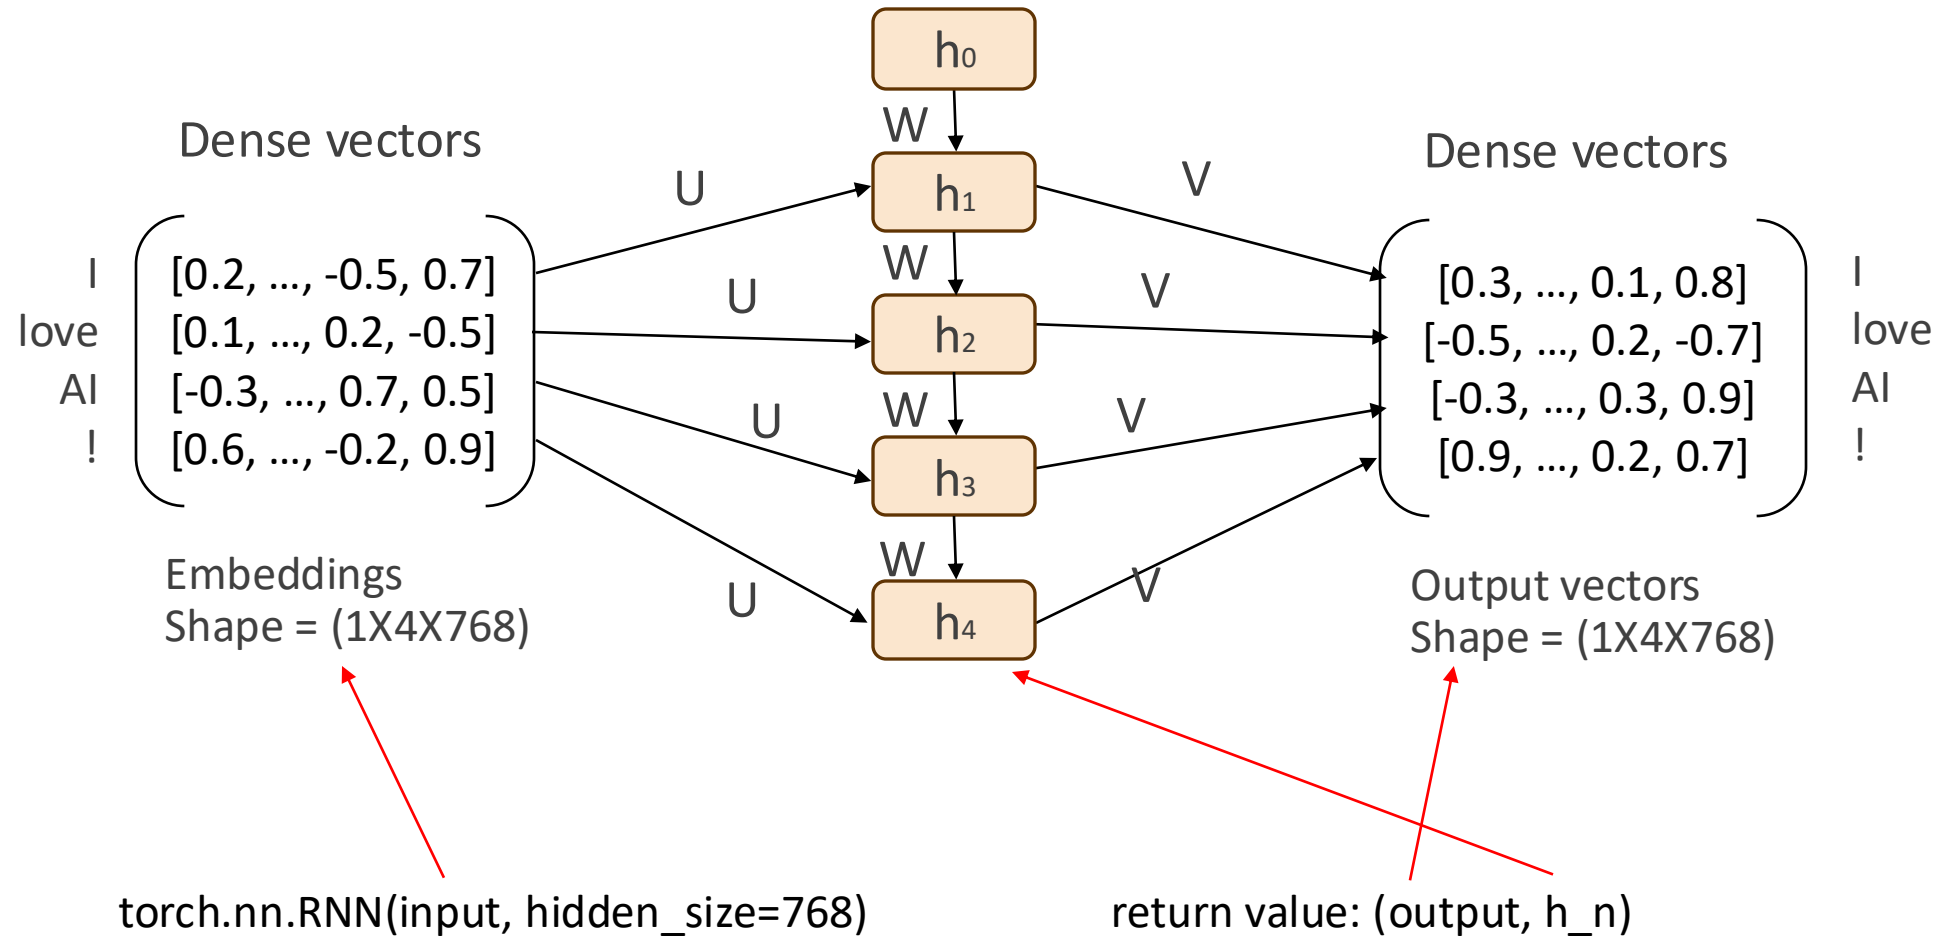 h0
W
Dense vectors
Dense vectors
U
V
h1
I
[0.2, ..., -0.5, 0.7]
W
[0.3, ..., 0.1, 0.8]
I
love
[0.1, ..., 0.2, -0.5]
U
h2
V
[-0.5, ..., 0.2, -0.7]
love
AI
[-0.3, ..., 0.7, 0.5]
U
W
V
[-0.3, ..., 0.3, 0.9]
AI
!
[0.6, ..., -0.2, 0.9]
h3
[0.9, ..., 0.2, 0.7]
!
W
Embeddings
Shape = (1X4X768)
U
h4
V
Output vectors
Shape = (1X4X768)
torch.nn.RNN(input, hidden_size=768)
return value: (output, h_n)